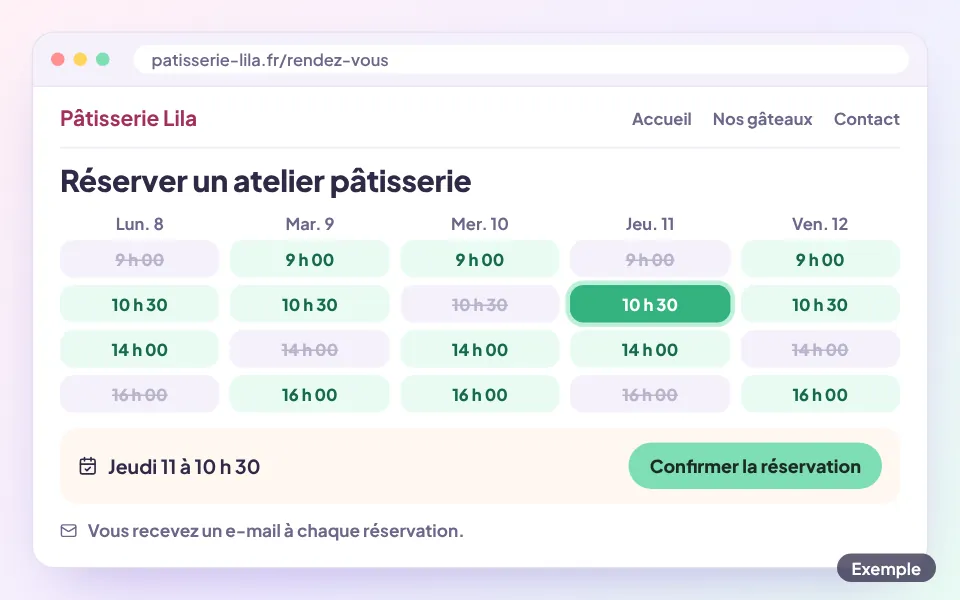 patisserie-lila.fr/rendez-vous
Pâtisserie Lila
Accueil Nos gâteaux Contact
Réserver un atelier pâtisserie
Lun. 8 Mar. 9 Mer. 10 Jeu. 11 Ven. 12
9 h 00 9 h 00 9 h 00 9 h 00 9 h 00
10 h 30 10 h 30 10 h 30 10 h 30 10 h 30
14 h 00 14 h 00 14 h 00 14 h 00 14 h 00
16 h 00 16 h 00 16 h 00 16 h 00 16 h 00
Jeudi 11 à 10 h 30
Confirmer la réservation
Vous recevez un e-mail à chaque réservation.
Exemple